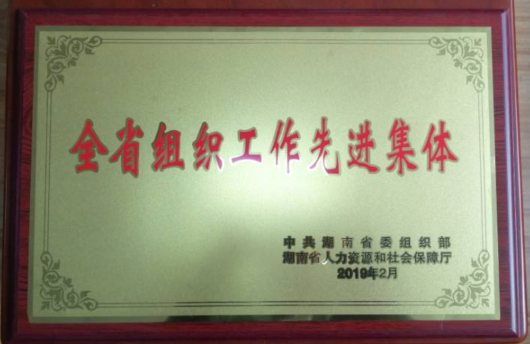 全省组织工作先进集体
中共湖南省委组织部
湖南省人力资源和社会保障厅
2019年2月